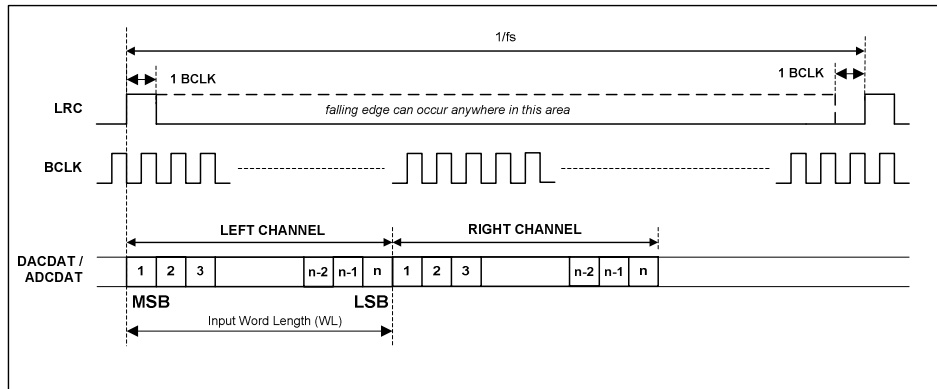 1/fs
1 BCLK
1 BCLK
LRC
falling edge can occur anywhere in this area
BCLK
LEFT CHANNEL
RIGHT CHANNEL
DACDAT /
ADCDAT
1 2 3 n-2 n-1 n 1 2 3 n-2 n-1 n
MSB
LSB
Input Word Length (WL)